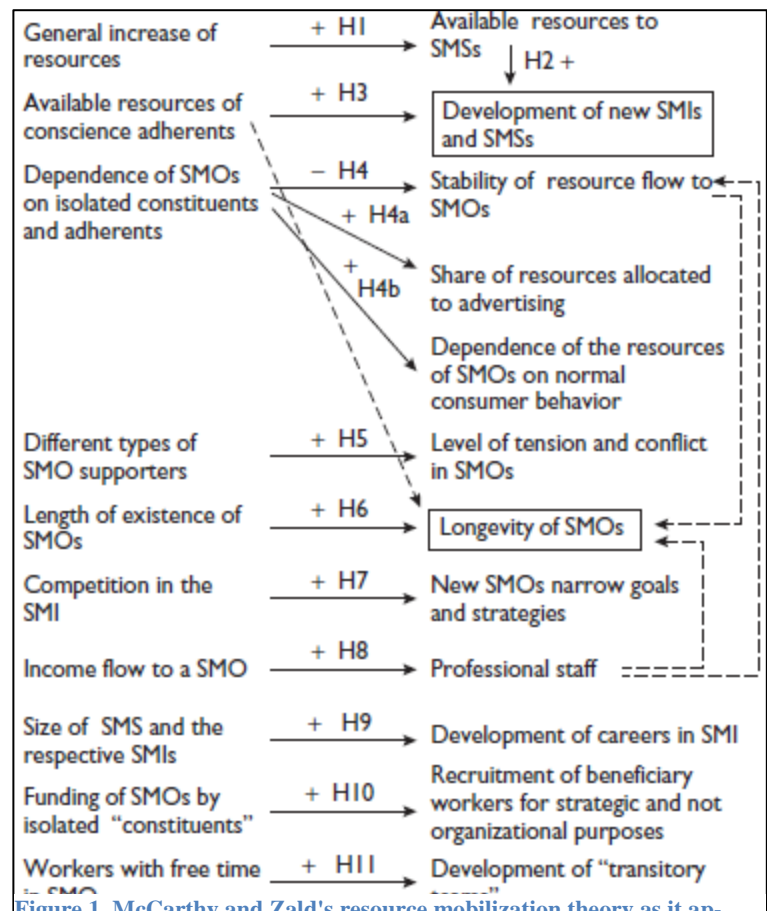 General increase of
resources
+ H1
Available resources to
SMSs
H2 +
Available resources of
conscience adherents
+ H3
Development of new SMIs
and SMSs
Dependence of SMOs
on isolated constituents
and adherents
– H4
Stability of resource flow to
SMOs
+ H4a
Share of resources allocated
to advertising
+
H4b
Dependence of the resources
of SMOs on normal
consumer behavior
Different types of
SMO supporters
+ H5
Level of tension and conflict
in SMOs
Length of existence of
SMOs
+ H6
Longevity of SMOs
Competition in the
SMI
+ H7
New SMOs narrow goals
and strategies
Income flow to a SMO
+ H8
Professional staff
Size of SMS and the
respective SMIs
+ H9
Development of careers in SMI
Funding of SMOs by
isolated “constituents”
+ H10
Recruitment of beneficiary
workers for strategic and not
organizational purposes
Workers with free time
in SMO
+ H11
Development of “transitory
teams”
Figure 1. McCarthy and Zald's resource mobilization theory as it ap-